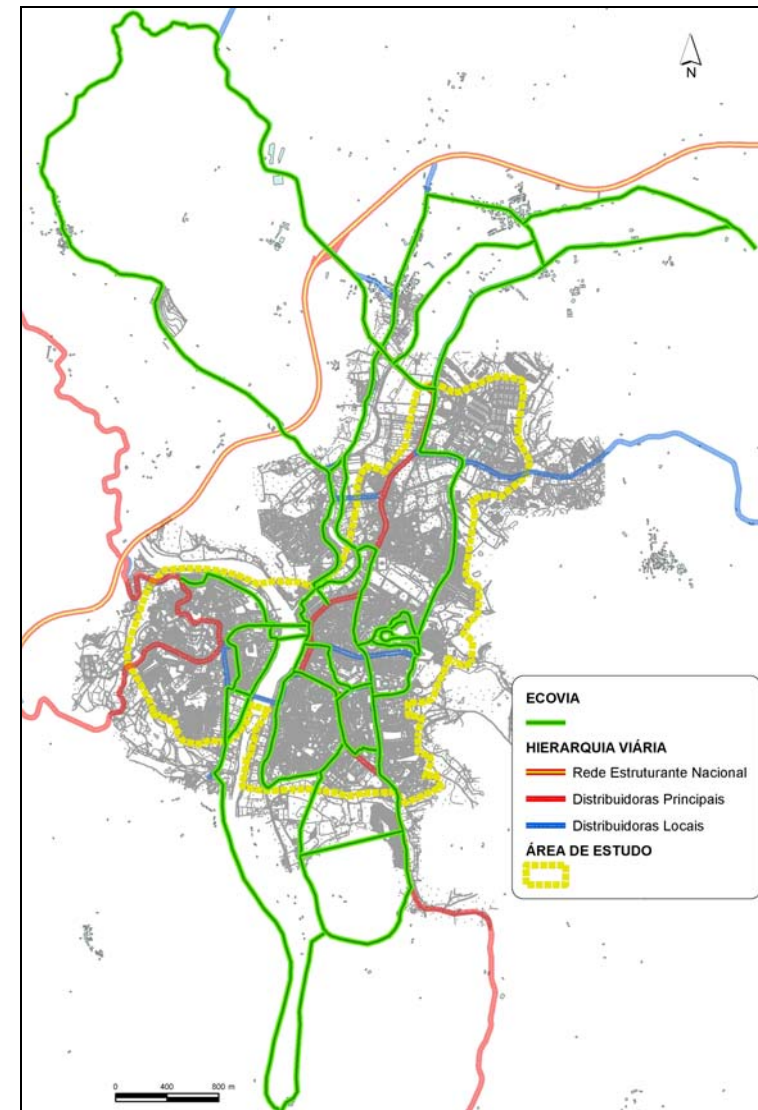 N
ECOVIA
HIERARQUIA VIÁRIA
Rede Estruturante Nacional
Distribuidoras Principais
Distribuidoras Locais
ÁREA DE ESTUDO
0 400 800 m